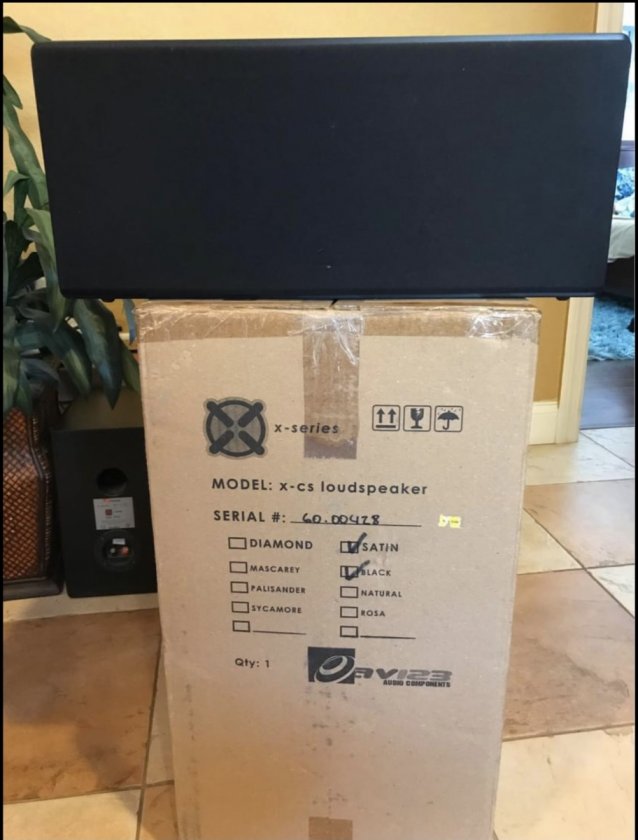 x-series
MODEL: x-cs loudspeaker
SERIAL #: 60.00428
DIAMOND SATIN
MASCAREY BLACK
PALISANDER NATURAL
SYCAMORE ROSA
Qty: 1
AV123
AUDIO COMPONENTS